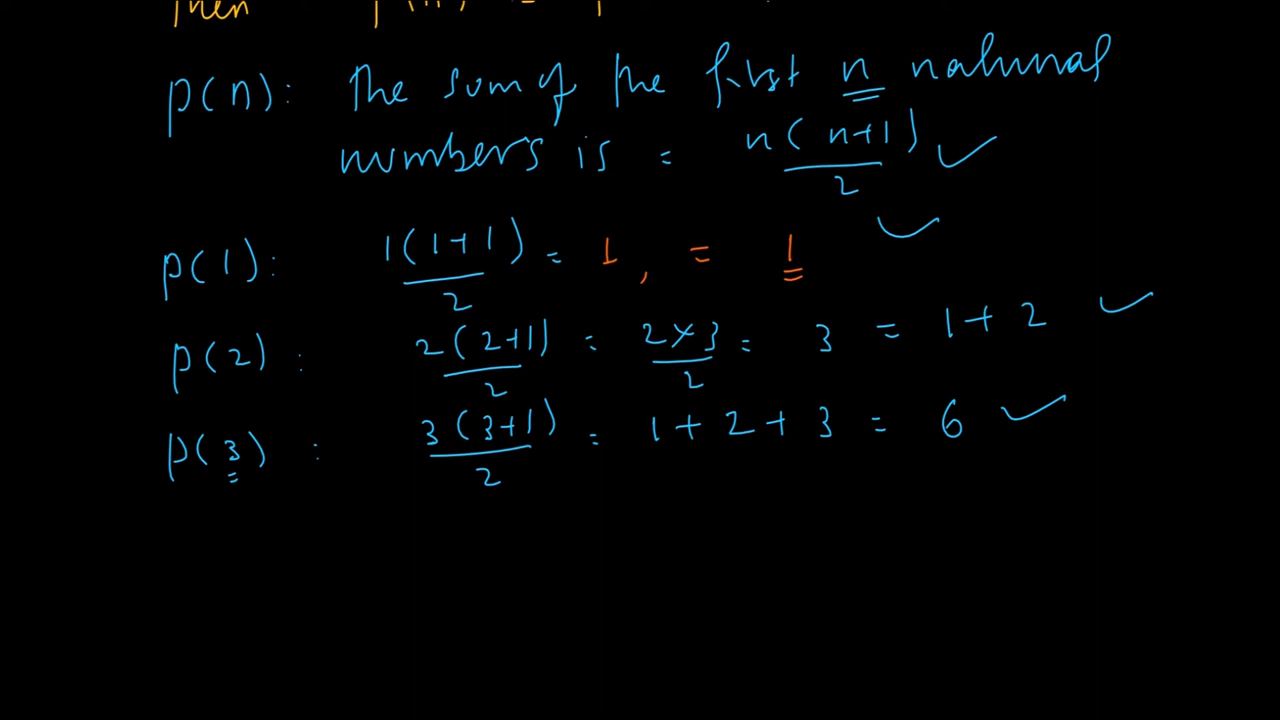 Then
P(n): The sum of the first n natural
numbers is = n(n+1)/2 ✓
P(1): 1(1+1)/2 = 1, = 1 ✓
P(2): 2(2+1)/2 = 2×3/2 = 3 = 1+2 ✓
P(3): 3(3+1)/2 = 1+2+3 = 6 ✓